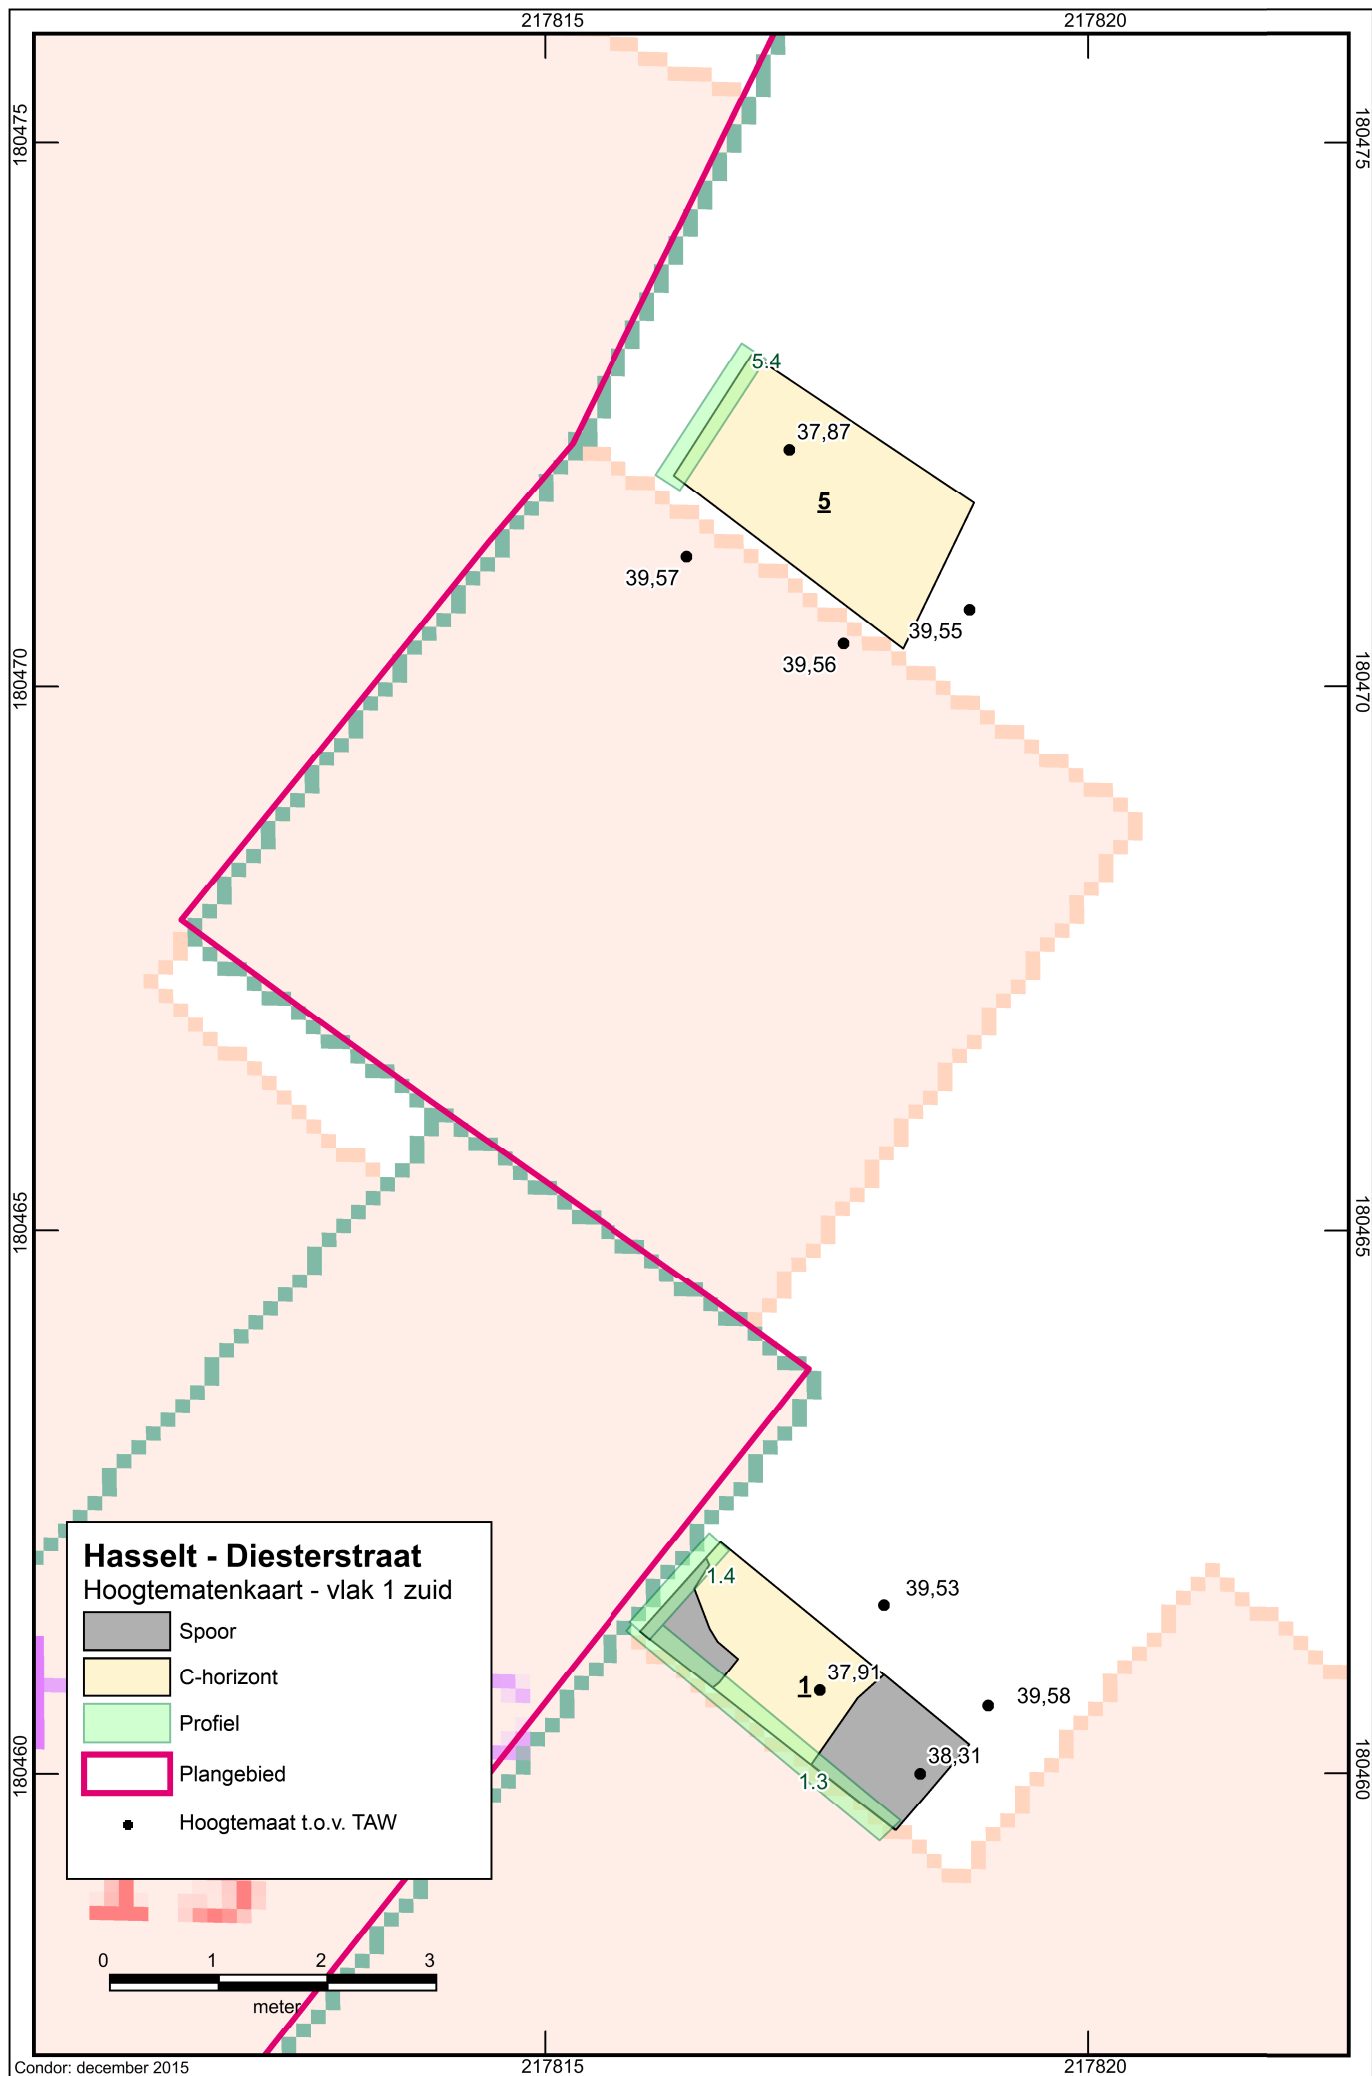 217815
217820
180475
180475
5.4
37,87
5
39,57
39,55
39,56
180470
180470
180465
180465
Hasselt - Diesterstraat
Hoogtematenkaart - vlak 1 zuid
Spoor
C-horizont
Profiel
Plangebied
Hoogtemaat t.o.v. TAW
1.4
39,53
1
37,91
39,58
38,31
1.3
180460
180460
0 1 2 3
meter
Condor: december 2015
217815
217820